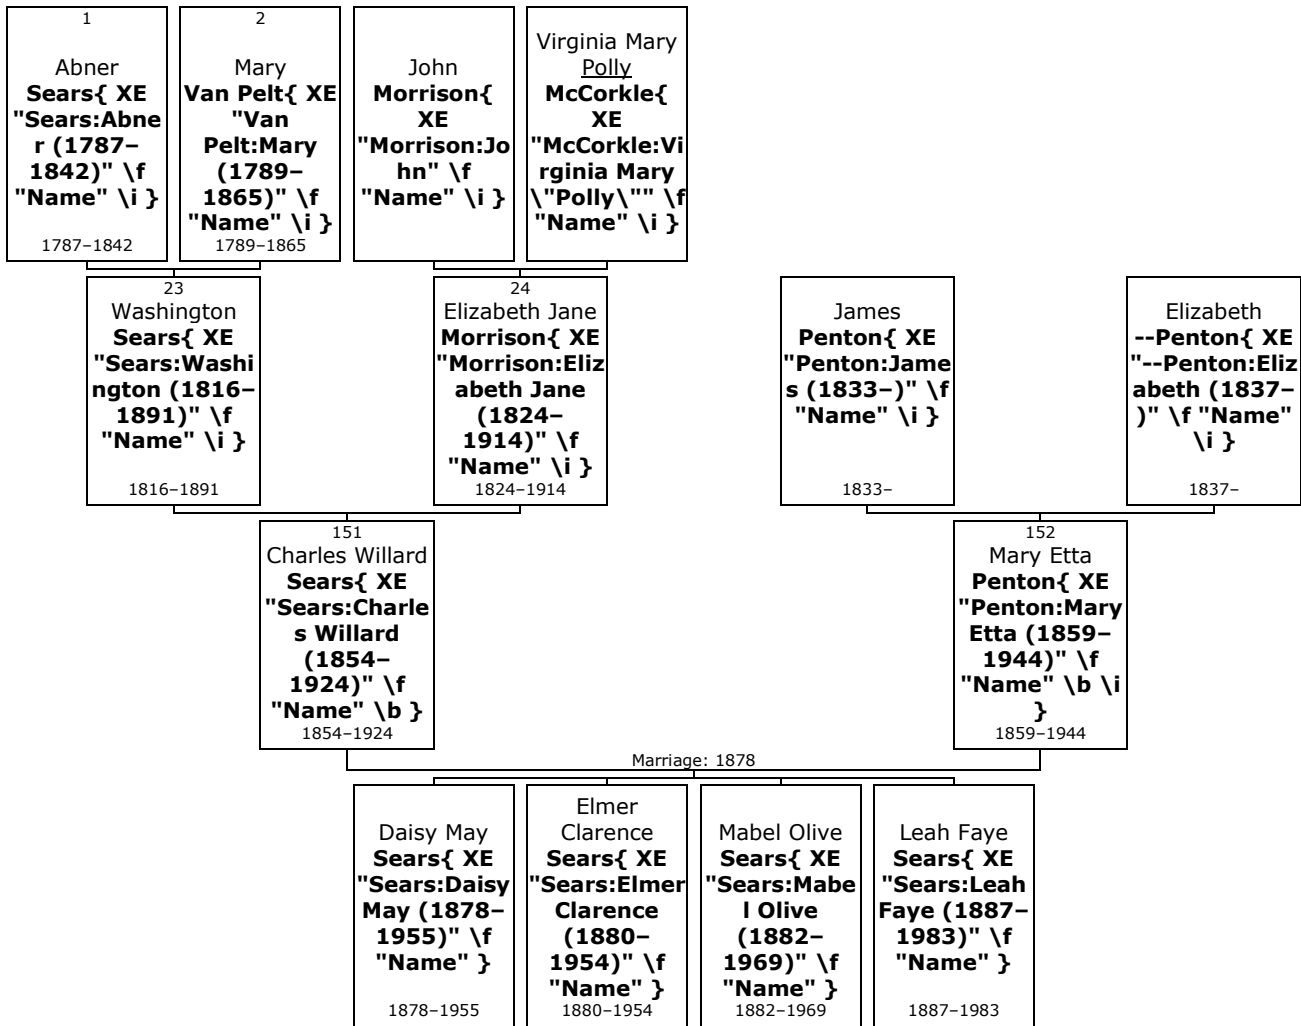 1
Abner
Sears{ XE
"Sears:Abne
r (1787–
1842)" \f
"Name" \i }
1787–1842
2
Mary
Van Pelt{ XE
"Van
Pelt:Mary
(1789–
1865)" \f
"Name" \i }
1789–1865
John
Morrison{
XE
"Morrison:Jo
hn" \f
"Name" \i }
Virginia Mary
Polly
McCorkle{
XE
"McCorkle:Vi
rginia Mary
\"Polly\"" \f
"Name" \i }
23
Washington
Sears{ XE
"Sears:Washi
ngton (1816–
1891)" \f
"Name" \i }
1816–1891
24
Elizabeth Jane
Morrison{ XE
"Morrison:Eliz
abeth Jane
(1824–
1914)" \f
"Name" \i }
1824–1914
James
Penton{ XE
"Penton:Jame
s (1833–)" \f
"Name" \i }
1833–
Elizabeth
--Penton{ XE
"--Penton:Eliz
abeth (1837–
)" \f "Name"
\i }
1837–
151
Charles Willard
Sears{ XE
"Sears:Charle
s Willard
(1854–
1924)" \f
"Name" \b }
1854–1924
152
Mary Etta
Penton{ XE
"Penton:Mary
Etta (1859–
1944)" \f
"Name" \b \i
}
1859–1944
Marriage: 1878
Daisy May
Sears{ XE
"Sears:Daisy
May (1878–
1955)" \f
"Name" }
1878–1955
Elmer
Clarence
Sears{ XE
"Sears:Elmer
Clarence
(1880–
1954)" \f
"Name" }
1880–1954
Mabel Olive
Sears{ XE
"Sears:Mabe
l Olive
(1882–
1969)" \f
"Name" }
1882–1969
Leah Faye
Sears{ XE
"Sears:Leah
Faye (1887–
1983)" \f
"Name" }
1887–1983